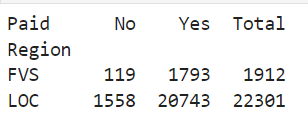 Paid No Yes Total
Region
FVS 119 1793 1912
LOC 1558 20743 22301